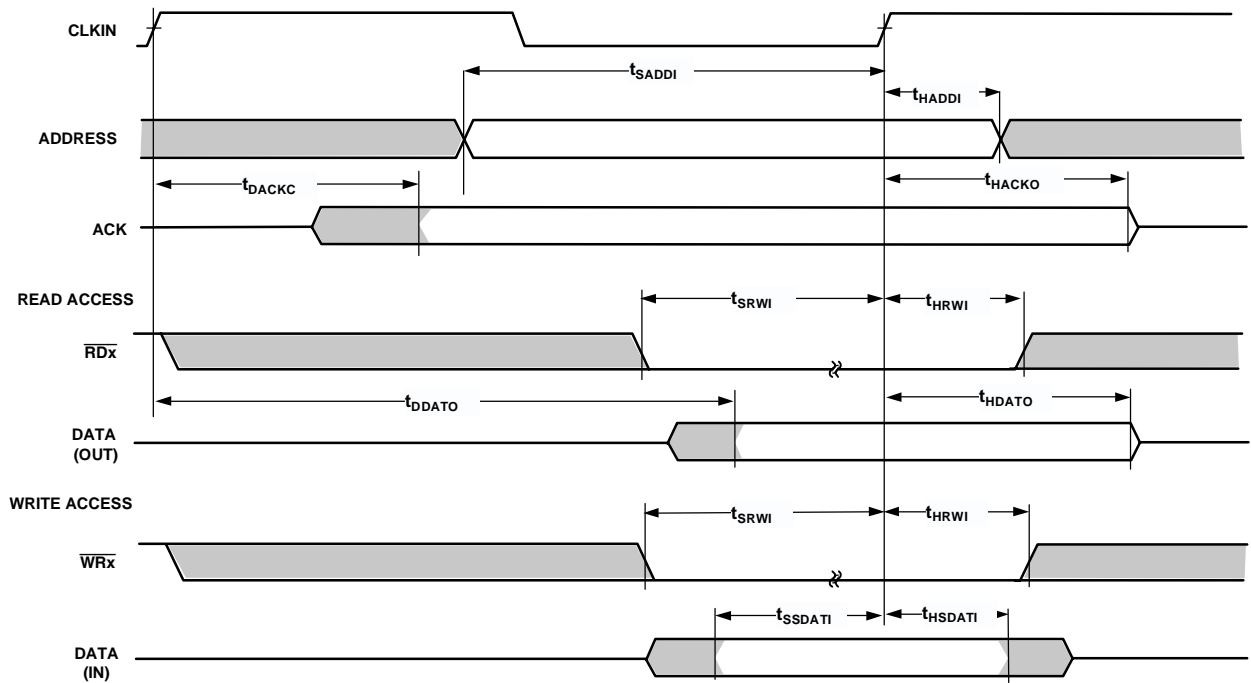 CLKIN
tSADDI
tHADDI
ADDRESS
tDACKC
tHACKO
ACK
READ ACCESS
tSRWI
tHRWI
RDx
tDDATO
tHDATO
DATA
(OUT)
WRITE ACCESS
tSRWI
tHRWI
WRx
tSSDATI
tHSDATI
DATA
(IN)